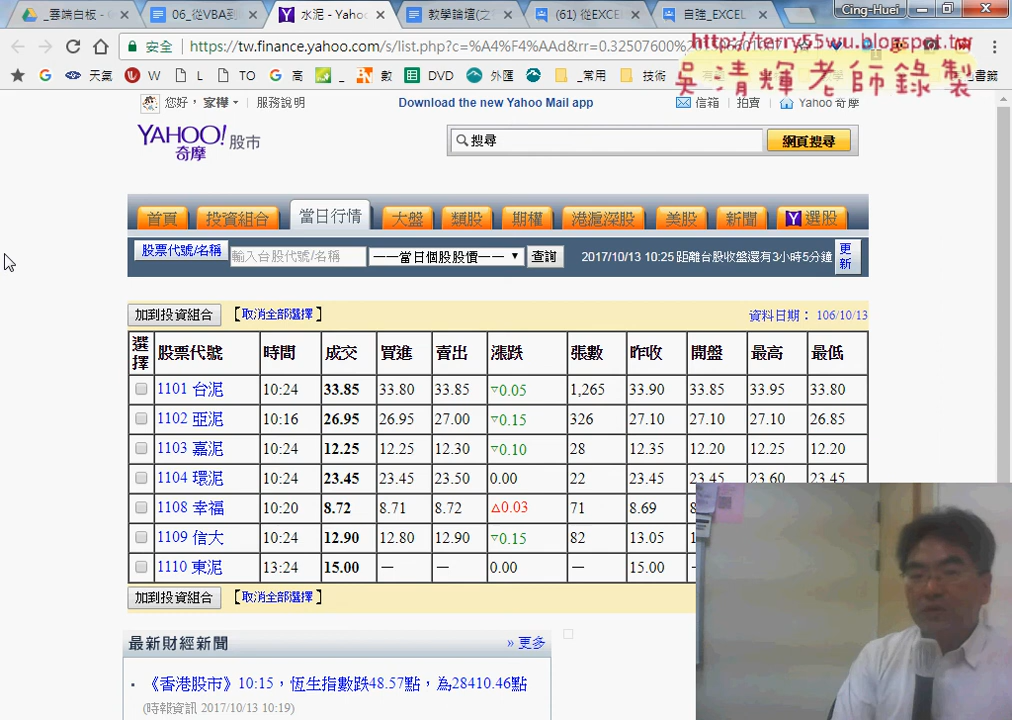 _雲端白板 -
06_從VBA到
水泥 - Yaho
教學論壇(之
(61) 從EXCE
自強_EXCEL
Cing-Huei
安全
https://tw.finance.yahoo.com/s/list.php?c=%A4%F4%AAd&rr=0.32507600%
http://terry55wu.blogspot.tw
吳清輝老師錄製
天氣
W
L
TO
高
_
數
DVD
外匯
_常用
技術
書籤
您好， 家樺
服務說明
Download the new Yahoo Mail app
信箱
拍賣
Yahoo 奇摩
YAHOO!
奇摩
股市
搜尋
網頁搜尋
首頁
投資組合
當日行情
大盤
類股
期權
港滬深股
美股
新聞
選股
股票代號/名稱
輸入台股代號/名稱
——當日個股股價——
查詢
2017/10/13 10:25 距離台股收盤還有3小時5分鐘
更新
加到投資組合
【取消全部選擇】
資料日期： 106/10/13
選擇 股票代號 時間 成交 買進 賣出 漲跌 張數 昨收 開盤 最高 最低
1101 台泥 10:24 33.85 33.80 33.85 ▽0.05 1,265 33.90 33.85 33.95 33.80
1102 亞泥 10:16 26.95 26.95 27.00 ▽0.15 326 27.10 27.10 27.10 26.85
1103 嘉泥 10:24 12.25 12.25 12.30 ▽0.10 28 12.35 12.20 12.25 12.20
1104 環泥 10:24 23.45 23.45 23.50 0.00 22 23.45 23.45 23.60 23.45
1108 幸福 10:20 8.72 8.71 8.72 △0.03 71 8.69
1109 信大 10:24 12.90 12.80 12.90 ▽0.15 82 13.05
1110 東泥 13:24 15.00 — — 0.00 — 15.00
加到投資組合
【取消全部選擇】
最新財經新聞
» 更多
《香港股市》10:15，恆生指數跌48.57點，為28410.46點
(時報資訊 2017/10/13 10:19)